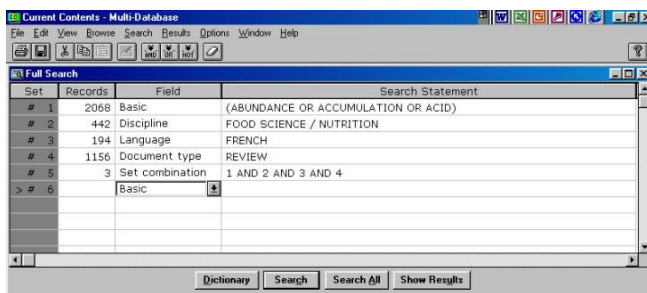 Current Contents - Multi-Database
File Edit View Browse Search Results Options Window Help
AND OR NOT
Full Search
Set Records Field Search Statement
# 1 2068 Basic (ABUNDANCE OR ACCUMULATION OR ACID)
# 2 442 Discipline FOOD SCIENCE / NUTRITION
# 3 194 Language FRENCH
# 4 1156 Document type REVIEW
# 5 3 Set combination 1 AND 2 AND 3 AND 4
> # 6 Basic
Dictionary Search Search All Show Results